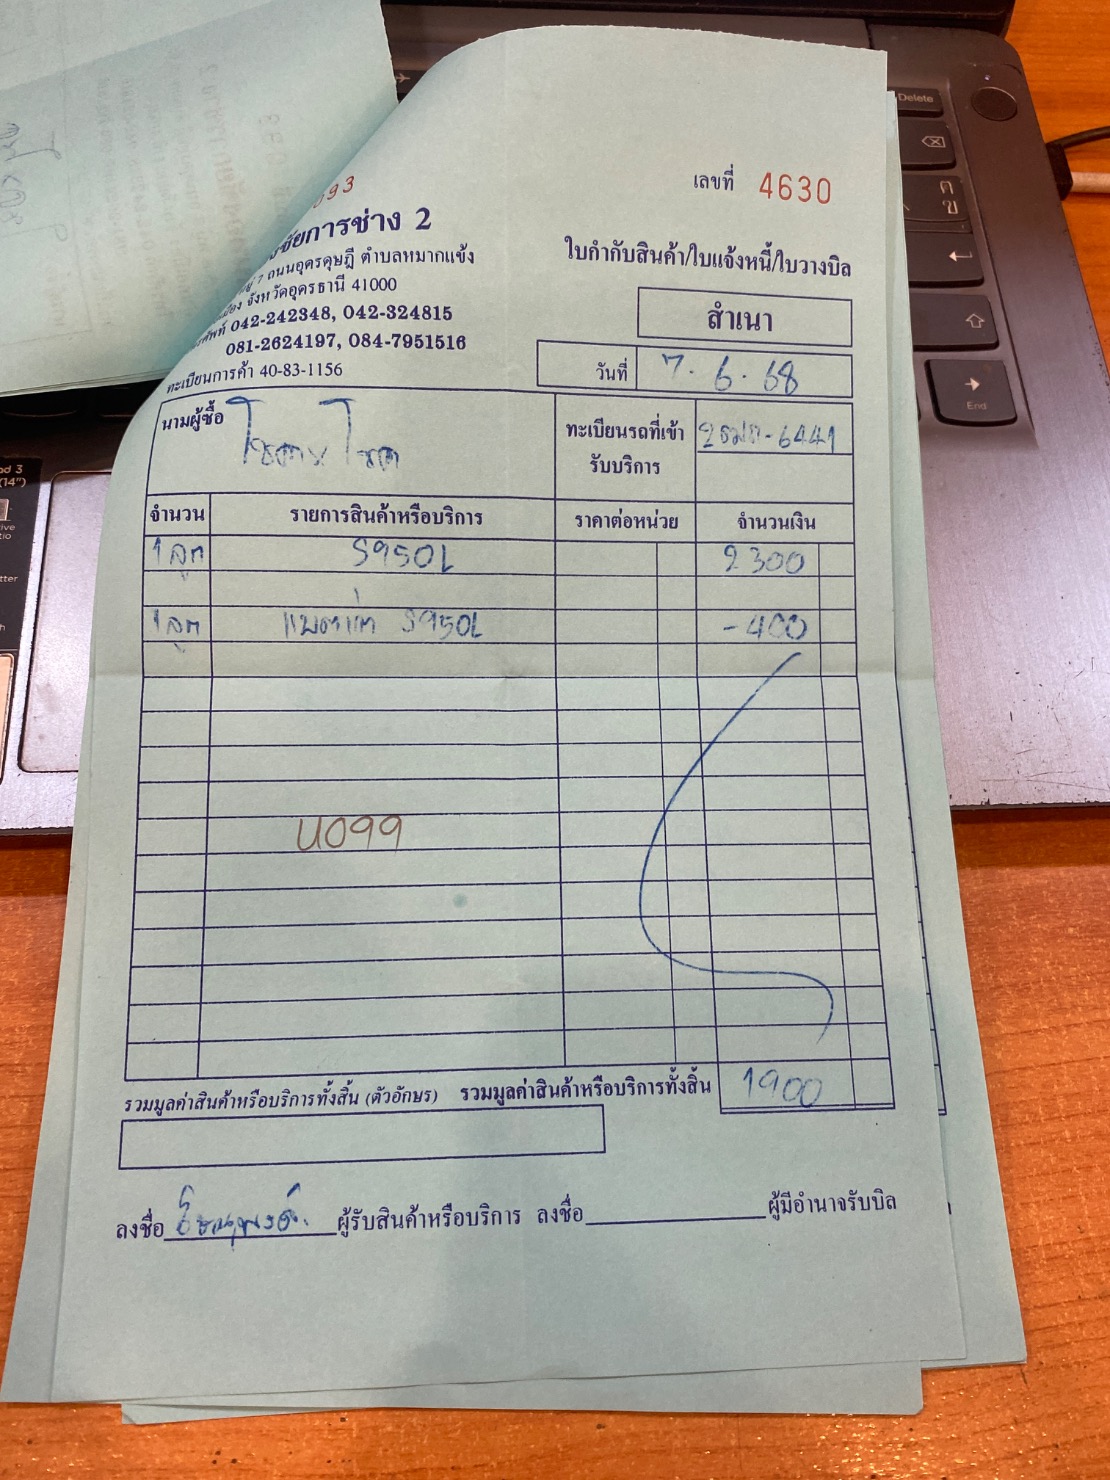 093
เลขที่ 4630
ชัยการช่าง 2
7 ถนนอุดรดุษฎี ตำบลหมากแข้ง
จังหวัดอุดรธานี 41000
042-242348, 042-324815
081-2624197, 084-7951516
ทะเบียนการค้า 40-83-1156
ใบกำกับสินค้า/ใบแจ้งหนี้/ใบวางบิล
สำเนา
วันที่ 7.6.68
นามผู้ซื้อ
ทะเบียนรถที่เข้ารับบริการ
-6441
จำนวน รายการสินค้าหรือบริการ ราคาต่อหน่วย จำนวนเงิน
1 ลูก S950L 2300
1 ลูก แบตเก่า S950L -400
U099
รวมมูลค่าสินค้าหรือบริการทั้งสิ้น (ตัวอักษร) รวมมูลค่าสินค้าหรือบริการทั้งสิ้น 1900
ลงชื่อ ผู้รับสินค้าหรือบริการ ลงชื่อ ผู้มีอำนาจรับบิล
Delete
End